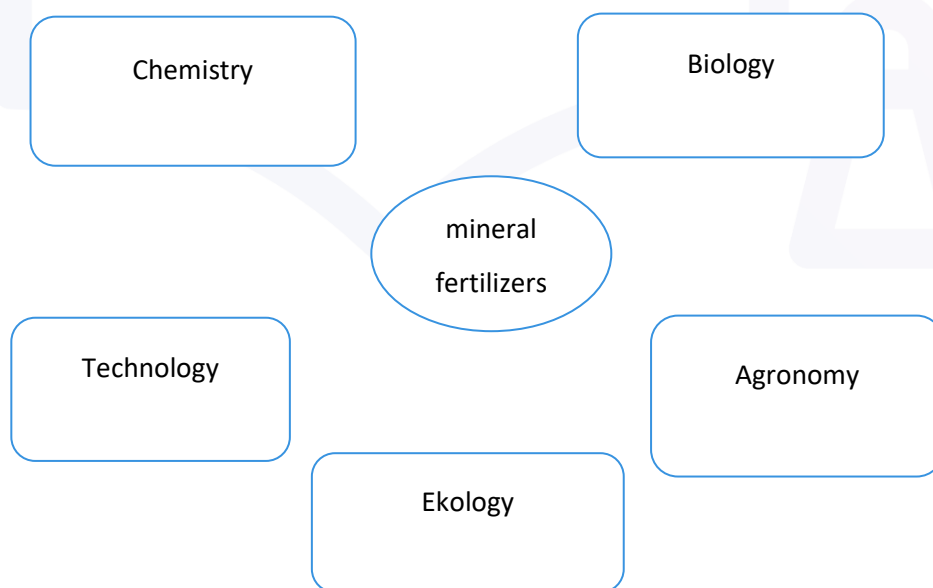 Chemistry
Biology
mineral
fertilizers
Technology
Agronomy
Ekology